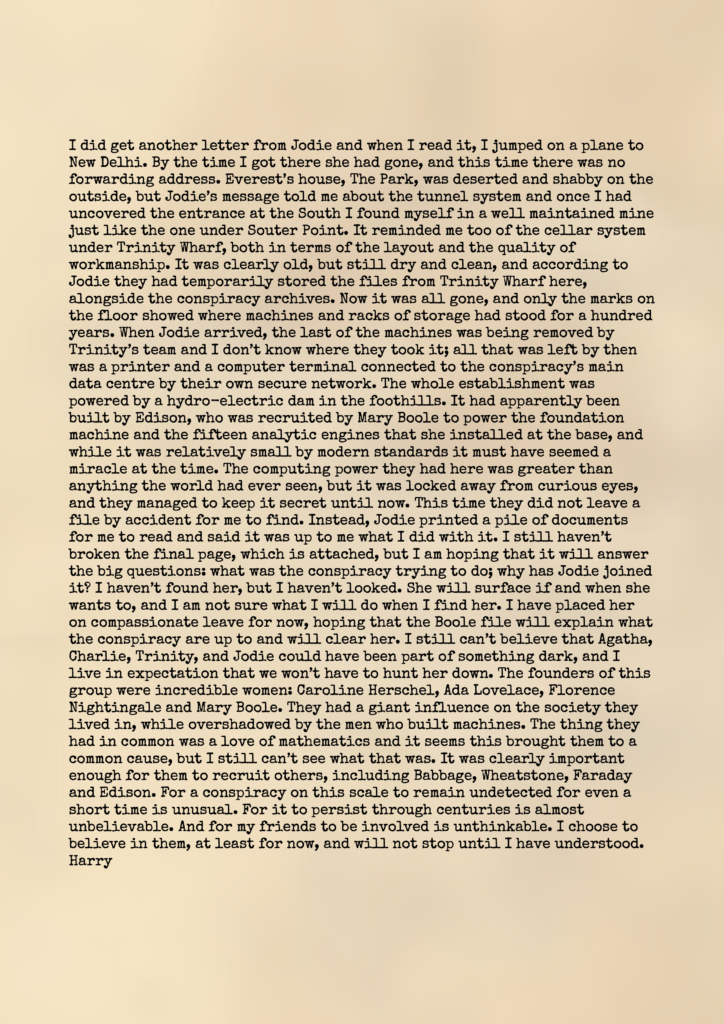 I did get another letter from Jodie and when I read it, I jumped on a plane to
New Delhi. By the time I got there she had gone, and this time there was no
forwarding address. Everest's house, The Park, was deserted and shabby on the
outside, but Jodie's message told me about the tunnel system and once I had
uncovered the entrance at the South I found myself in a well maintained mine
just like the one under Souter Point. It reminded me too of the cellar system
under Trinity Wharf, both in terms of the layout and the quality of
workmanship. It was clearly old, but still dry and clean, and according to
Jodie they had temporarily stored the files from Trinity Wharf here,
alongside the conspiracy archives. Now it was all gone, and only the marks on
the floor showed where machines and racks of storage had stood for a hundred
years. When Jodie arrived, the last of the machines was being removed by
Trinity's team and I don't know where they took it; all that was left by then
was a printer and a computer terminal connected to the conspiracy's main
data centre by their own secure network. The whole establishment was
powered by a hydro-electric dam in the foothills. It had apparently been
built by Edison, who was recruited by Mary Boole to power the foundation
machine and the fifteen analytic engines that she installed at the base, and
while it was relatively small by modern standards it must have seemed a
miracle at the time. The computing power they had here was greater than
anything the world had ever seen, but it was locked away from curious eyes,
and they managed to keep it secret until now. This time they did not leave a
file by accident for me to find. Instead, Jodie printed a pile of documents
for me to read and said it was up to me what I did with it. I still haven't
broken the final page, which is attached, but I am hoping that it will answer
the big questions: what was the conspiracy trying to do; why has Jodie joined
it? I haven't found her, but I haven't looked. She will surface if and when she
wants to, and I am not sure what I will do when I find her. I have placed her
on compassionate leave for now, hoping that the Boole file will explain what
the conspiracy are up to and will clear her. I still can't believe that Agatha,
Charlie, Trinity, and Jodie could have been part of something dark, and I
live in expectation that we won't have to hunt her down. The founders of this
group were incredible women: Caroline Herschel, Ada Lovelace, Florence
Nightingale and Mary Boole. They had a giant influence on the society they
lived in, while overshadowed by the men who built machines. The thing they
had in common was a love of mathematics and it seems this brought them to a
common cause, but I still can't see what that was. It was clearly important
enough for them to recruit others, including Babbage, Wheatstone, Faraday
and Edison. For a conspiracy on this scale to remain undetected for even a
short time is unusual. For it to persist through centuries is almost
unbelievable. And for my friends to be involved is unthinkable. I choose to
believe in them, at least for now, and will not stop until I have understood.
Harry